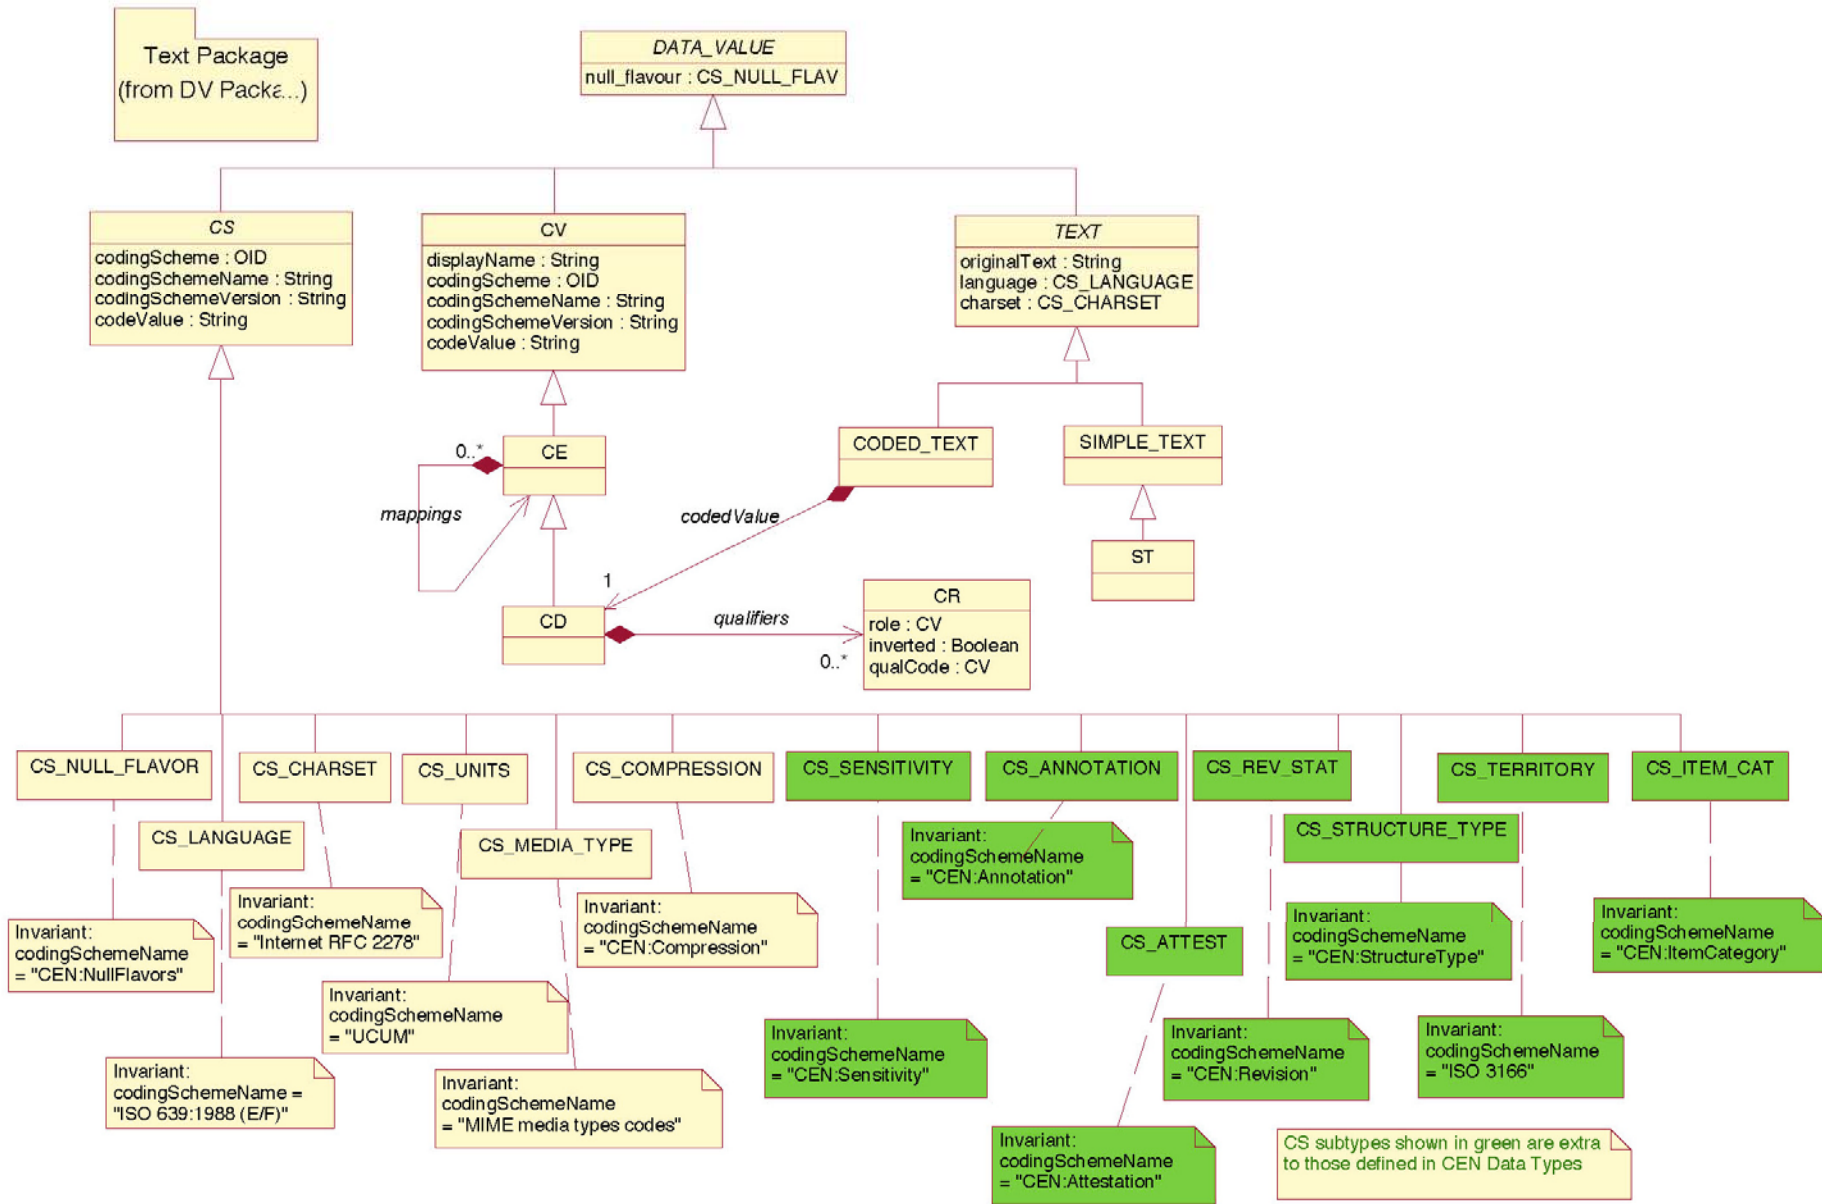 Text Package
(from DV Packa...)
DATA_VALUE
null_flavour : CS_NULL_FLAV
CS
codingScheme : OID
codingSchemeName : String
codingSchemeVersion : String
codeValue : String
CV
displayName : String
codingScheme : OID
codingSchemeName : String
codingSchemeVersion : String
codeValue : String
TEXT
originalText : String
language : CS_LANGUAGE
charset : CS_CHARSET
0..*
CE
mappings
CODED_TEXT
SIMPLE_TEXT
codedValue
ST
1
CD
qualifiers
0..*
CR
role : CV
inverted : Boolean
qualCode : CV
CS_NULL_FLAVOR
CS_CHARSET
CS_UNITS
CS_COMPRESSION
CS_SENSITIVITY
CS_ANNOTATION
CS_REV_STAT
CS_TERRITORY
CS_ITEM_CAT
CS_LANGUAGE
CS_MEDIA_TYPE
CS_STRUCTURE_TYPE
CS_ATTEST
Invariant:
codingSchemeName
= "CEN:NullFlavors"
Invariant:
codingSchemeName
= "Internet RFC 2278"
Invariant:
codingSchemeName
= "CEN:Compression"
Invariant:
codingSchemeName
= "CEN:Annotation"
Invariant:
codingSchemeName
= "CEN:StructureType"
Invariant:
codingSchemeName
= "CEN:ItemCategory"
Invariant:
codingSchemeName
= "UCUM"
Invariant:
codingSchemeName
= "CEN:Sensitivity"
Invariant:
codingSchemeName
= "CEN:Revision"
Invariant:
codingSchemeName
= "ISO 3166"
Invariant:
codingSchemeName =
"ISO 639:1988 (E/F)"
Invariant:
codingSchemeName
= "MIME media types codes"
Invariant:
codingSchemeName
= "CEN:Attestation"
CS subtypes shown in green are extra
to those defined in CEN Data Types